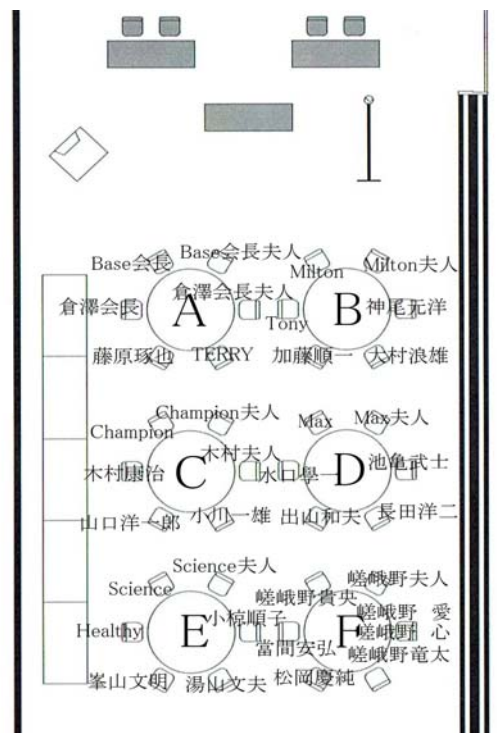 Base会長
Base会長夫人
倉澤会長
倉澤会長夫人
A
藤原琢也
TERRY
Milton
Milton夫人
Tony
神尾元洋
B
加藤順一
大村浪雄
Champion
Champion夫人
木村康治
木村夫人
C
山口洋一郎
小川一雄
Max
Max夫人
水口學一
池亀武士
D
出山和夫
長田洋二
Science
Science夫人
Healthy
小椋順子
E
峯山文明
湯山文夫
嵯峨野貴央
嵯峨野夫人
嵯峨野 愛
嵯峨野 心
F
當間安弘
嵯峨野竜太
松岡慶純